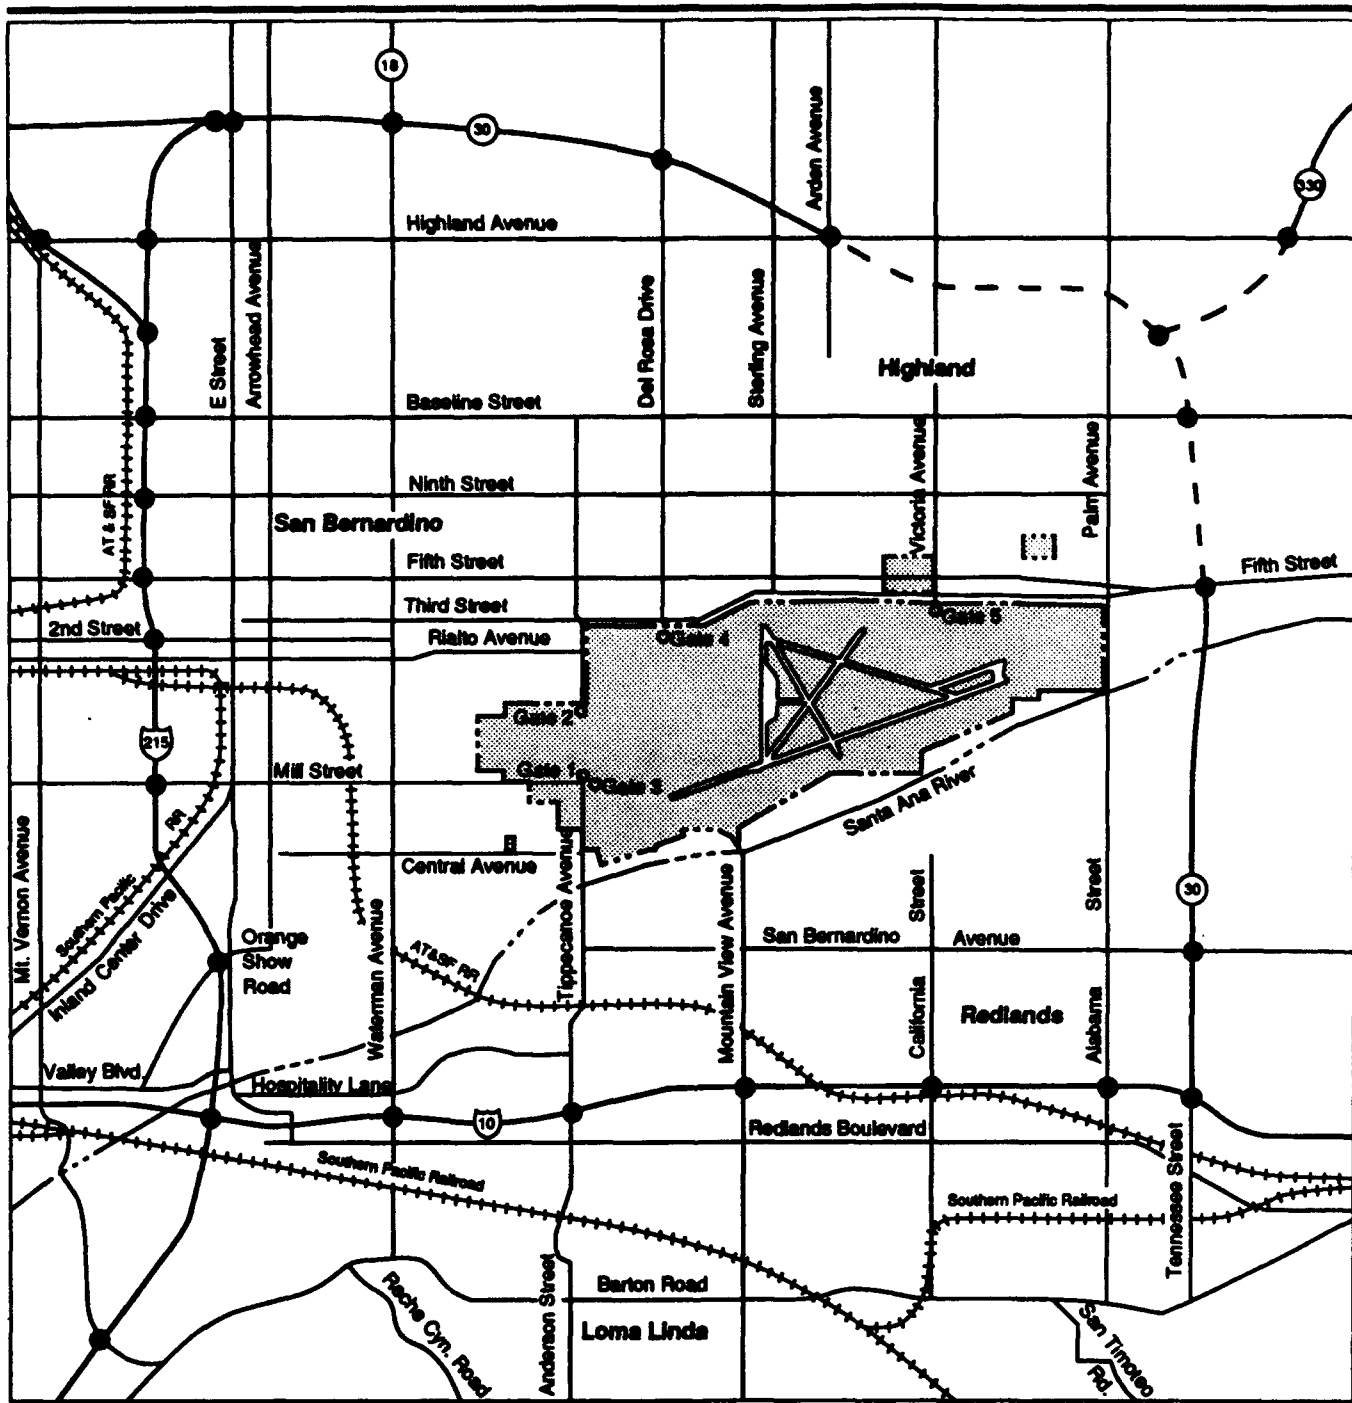 18
30
Arden Avenue
330
Highland Avenue
E Street
Arrowhead Avenue
Del Rosa Drive
Sterling Avenue
Highland
Baseline Street
AT & SF RR
Ninth Street
San Bernardino
Victoria Avenue
Palm Avenue
Fifth Street
Fifth Street
Third Street
2nd Street
Rialto Avenue
Gate 4
Gate 5
Gate 2
215
Mill Street
Gate 1
Gate 3
Santa Ana River
Mt. Vernon Avenue
Southern Pacific RR
Inland Center Drive
Central Avenue
Orange
Show
Road
Waterman Avenue
AT&SF RR
Tippecanoe Avenue
Mountain View Avenue
California Street
Alabama Street
30
San Bernardino Avenue
Redlands
Valley Blvd.
Hospitality Lane
10
Redlands Boulevard
Southern Pacific Railroad
Southern Pacific Railroad
Tennessee Street
Barton Road
Loma Linda
Anderson Street
Reche Cyn. Road
San Timoteo
Rd.